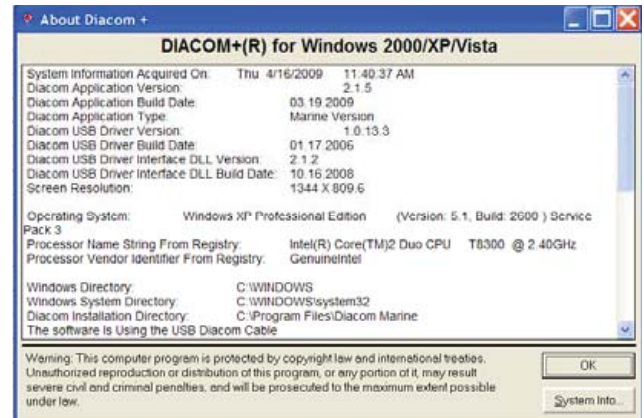 About Diacom +
DIACOM+(R) for Windows 2000/XP/Vista
System Information Acquired On: Thu 4/16/2009 11:40:37 AM
Diacom Application Version: 2.1.5
Diacom Application Build Date: 03.19.2009
Diacom Application Type: Marine Version
Diacom USB Driver Version: 1.0.13.3
Diacom USB Driver Build Date: 01.17.2006
Diacom USB Driver Interface DLL Version: 2.1.2
Diacom USB Driver Interface DLL Build Date: 10.16.2008
Screen Resolution: 1344 X 809.6
Operating System: Windows XP Professional Edition (Version: 5.1, Build: 2600 ) Service
Pack 3
Processor Name String From Registry: Intel(R) Core(TM)2 Duo CPU T8300 @ 2.40GHz
Processor Vendor Identifier From Registry: GenuineIntel
Windows Directory: C:\WINDOWS
Windows System Directory: C:\WINDOWS\system32
Diacom Installation Directory: C:\Program Files\Diacom Marine
The software Is Using the USB Diacom Cable
Warning: This computer program is protected by copyright law and international treaties.
Unauthorized reproduction or distribution of this program, or any portion of it, may result
severe civil and criminal penalties, and will be prosecuted to the maximum extent possible
under law.
OK
System Info...